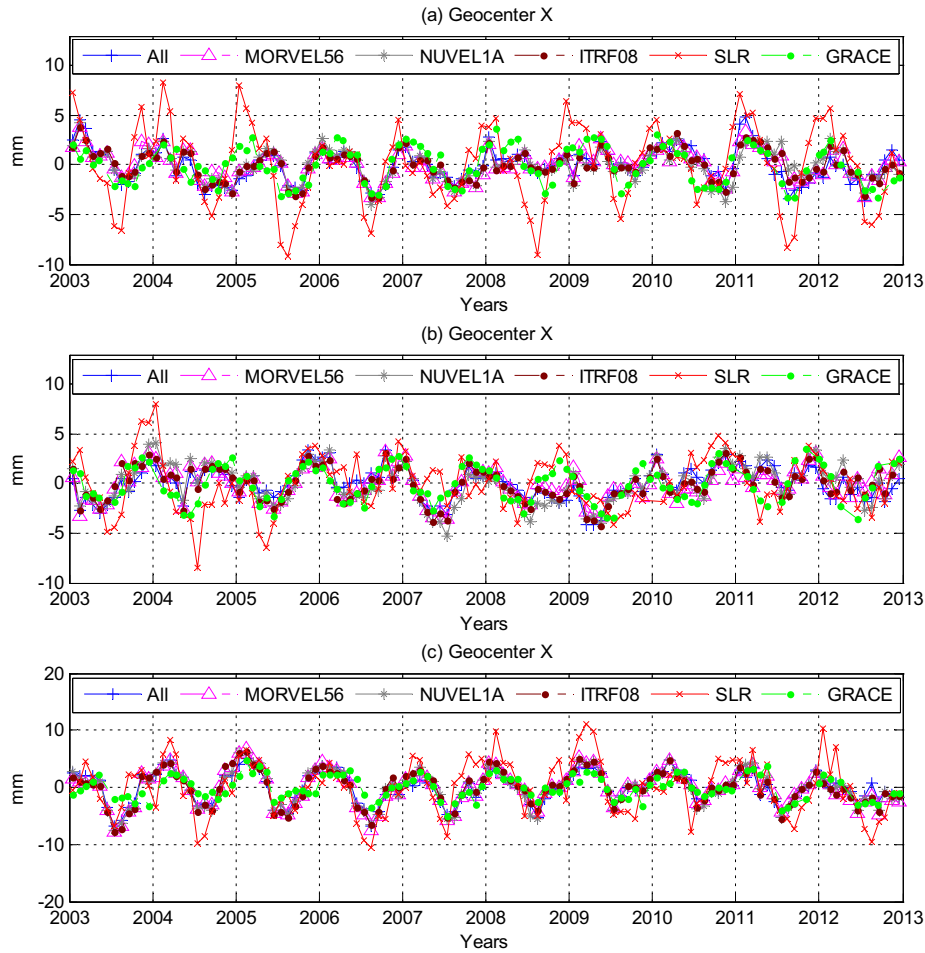 (a) Geocenter X
All MORVEL56 NUVEL1A ITRF08 SLR GRACE
10
5
0
-5
-10
mm
2003 2004 2005 2006 2007 2008 2009 2010 2011 2012 2013
Years
(b) Geocenter X
All MORVEL56 NUVEL1A ITRF08 SLR GRACE
10
5
0
-5
-10
mm
2003 2004 2005 2006 2007 2008 2009 2010 2011 2012 2013
Years
(c) Geocenter X
20
All MORVEL56 NUVEL1A ITRF08 SLR GRACE
10
0
-10
-20
mm
2003 2004 2005 2006 2007 2008 2009 2010 2011 2012 2013
Years